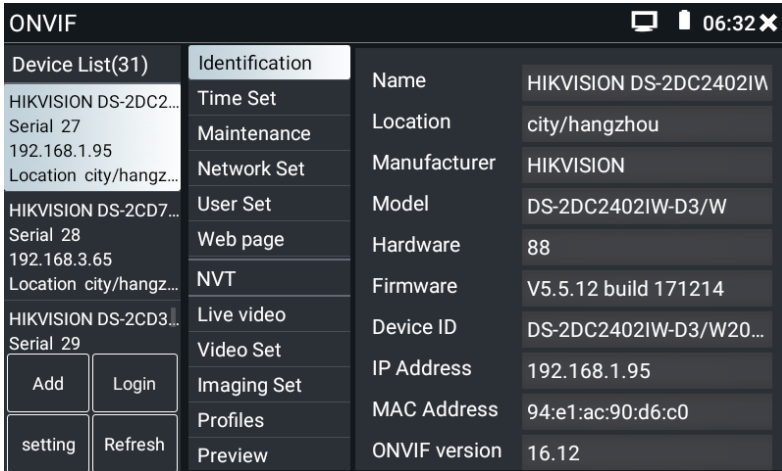 ONVIF
06:32
Device List(31)
HIKVISION DS-2DC2...
Serial 27
192.168.1.95
Location city/hangz...
HIKVISION DS-2CD7...
Serial 28
192.168.3.65
Location city/hangz...
HIKVISION DS-2CD3...
Serial 29
Add
Login
setting
Refresh
Identification
Time Set
Maintenance
Network Set
User Set
Web page
NVT
Live video
Video Set
Imaging Set
Profiles
Preview
Name HIKVISION DS-2DC2402IW
Location city/hangzhou
Manufacturer HIKVISION
Model DS-2DC2402IW-D3/W
Hardware 88
Firmware V5.5.12 build 171214
Device ID DS-2DC2402IW-D3/W20...
IP Address 192.168.1.95
MAC Address 94:e1:ac:90:d6:c0
ONVIF version 16.12